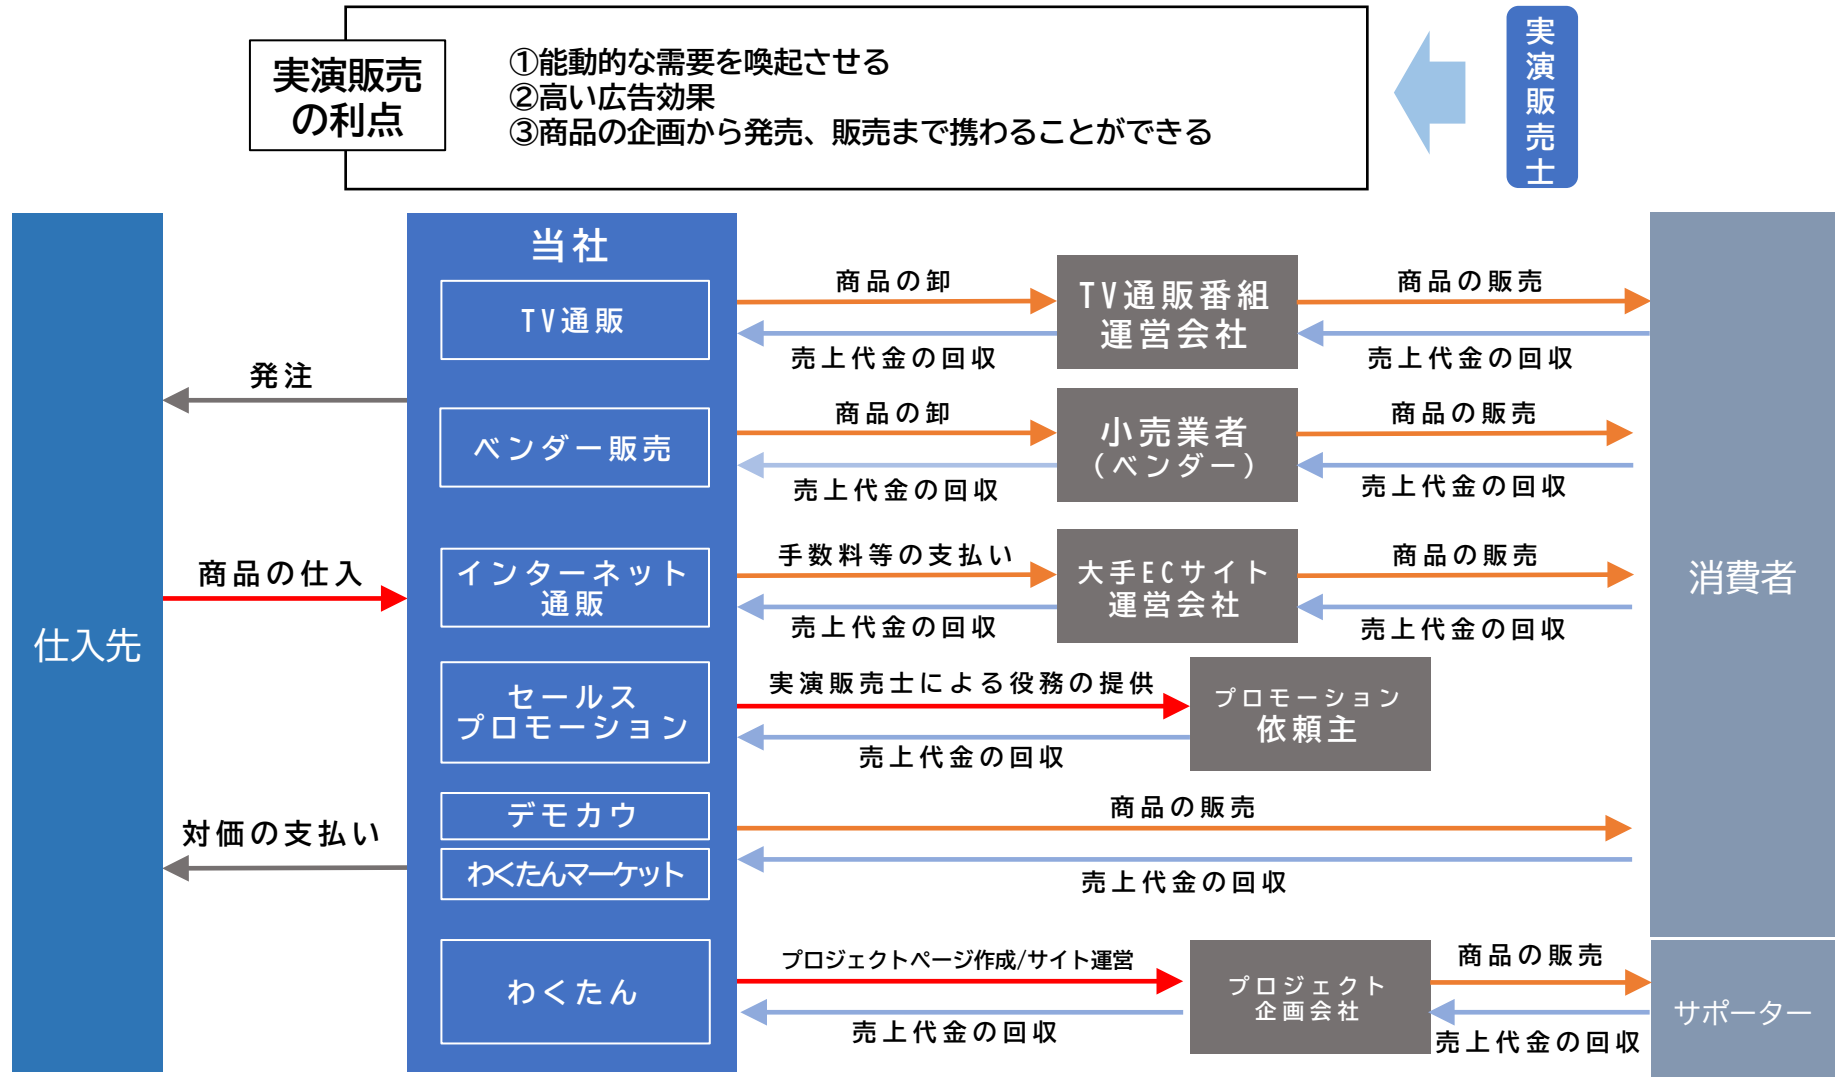 実演販売
の利点
①能動的な需要を喚起させる
②高い広告効果
③商品の企画から発売、販売まで携わることができる
実演販売士
仕入先
発注
商品の仕入
対価の支払い
当社
TV通販
商品の卸
売上代金の回収
TV通販番組
運営会社
商品の販売
売上代金の回収
ベンダー販売
商品の卸
売上代金の回収
小売業者
(ベンダー)
商品の販売
売上代金の回収
インターネット
通販
手数料等の支払い
売上代金の回収
大手ECサイト
運営会社
商品の販売
売上代金の回収
セールス
プロモーション
実演販売士による役務の提供
売上代金の回収
プロモーション
依頼主
デモカウ
わくたんマーケット
商品の販売
売上代金の回収
わくたん
プロジェクトページ作成/サイト運営
売上代金の回収
プロジェクト
企画会社
商品の販売
売上代金の回収
消費者
サポーター